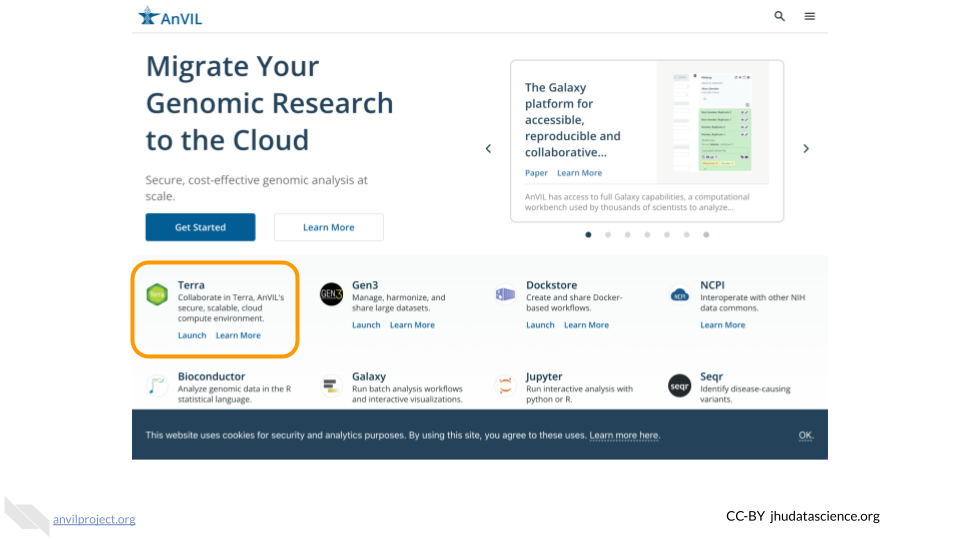 AnVIL
Migrate Your
Genomic Research
to the Cloud
Secure, cost-effective genomic analysis at
scale.
Get Started
Learn More
The Galaxy
platform for
accessible,
reproducible and
collaborative...
Paper Learn More
AnVIL has access to full Galaxy capabilities, a computational
workbench used by thousands of scientists to analyze...
Terra
Collaborate in Terra, AnVIL's
secure, scalable, cloud
compute environment.
Launch Learn More
GEN3
Gen3
Manage, harmonize, and
share large datasets.
Launch Learn More
Dockstore
Create and share Docker-
based workflows.
Launch Learn More
NCPI
NCPI
Interoperate with other NIH
data commons.
Learn More
Bioconductor
Analyze genomic data in the R
statistical language.
Galaxy
Run batch analysis workflows
and interactive visualizations.
Jupyter
Run interactive analysis with
python or R.
seqr
Seqr
Identify disease-causing
variants.
This website uses cookies for security and analytics purposes. By using this site, you agree to these uses. Learn more here.
OK.
anvilproject.org
CC-BY jhudatascience.org